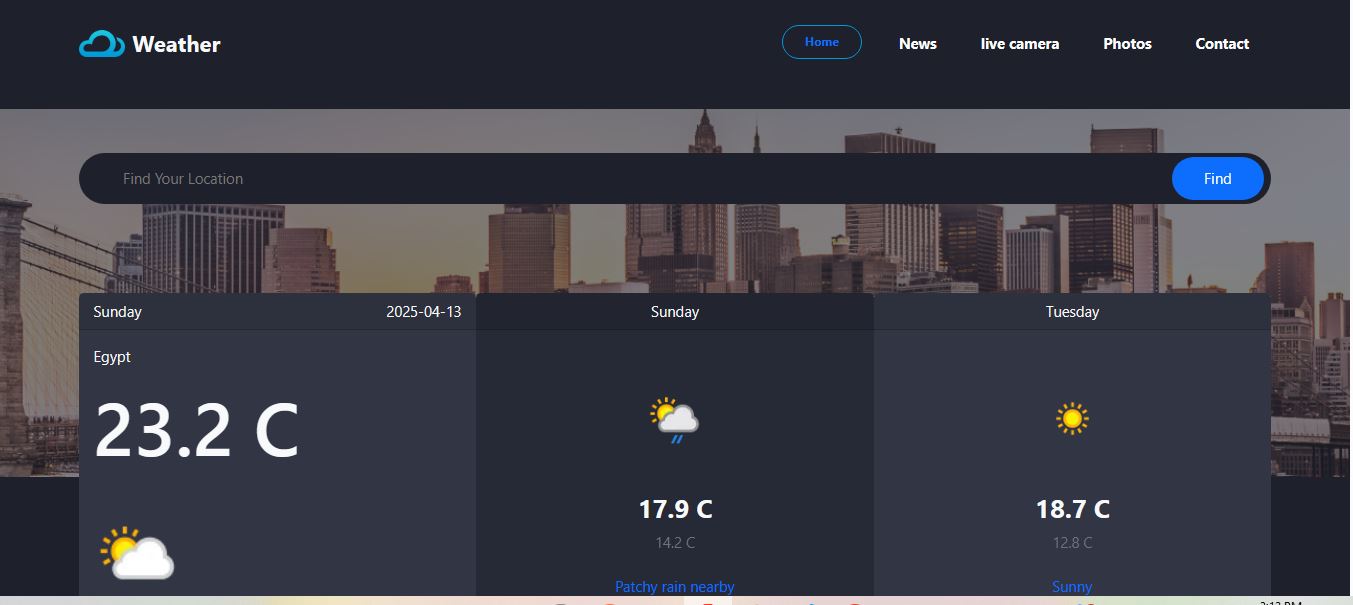 Weather
Home
News
live camera
Photos
Contact
Find Your Location
Find
Sunday
2025-04-13
Egypt
23.2 C
Sunday
17.9 C
14.2 C
Patchy rain nearby
Tuesday
18.7 C
12.8 C
Sunny